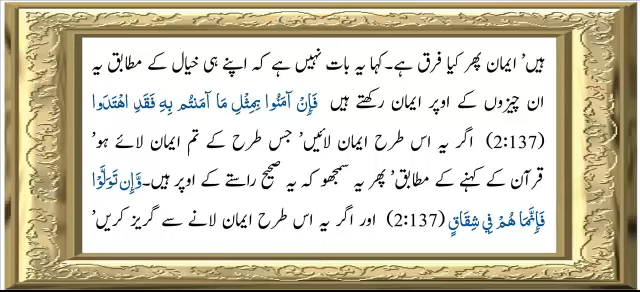 ہیں' ایمان پھر کیا فرق ہے۔کہا یہ بات نہیں ہے کہ اپنے ہی خیال کے مطابق یہ
ان چیزوں کے اوپر ایمان رکھتے ہیں فَإِنْ آمَنُوا بِمِثْلِ مَا آمَنتُم بِهِ فَقَدِ اهْتَدَوا
(2:137) اگر یہ اس طرح ایمان لائیں' جس طرح کے تم ایمان لائے ہو'
قرآن کے کہنے کے مطابق' پھر یہ سمجھو کہ یہ صحیح راستے کے اوپر ہیں۔وَّإِن تَوَلَّوْا
فَإِنَّمَا هُمْ فِي شِقَاقٍ (2:137) اور اگر یہ اس طرح ایمان لانے سے گریز کریں'